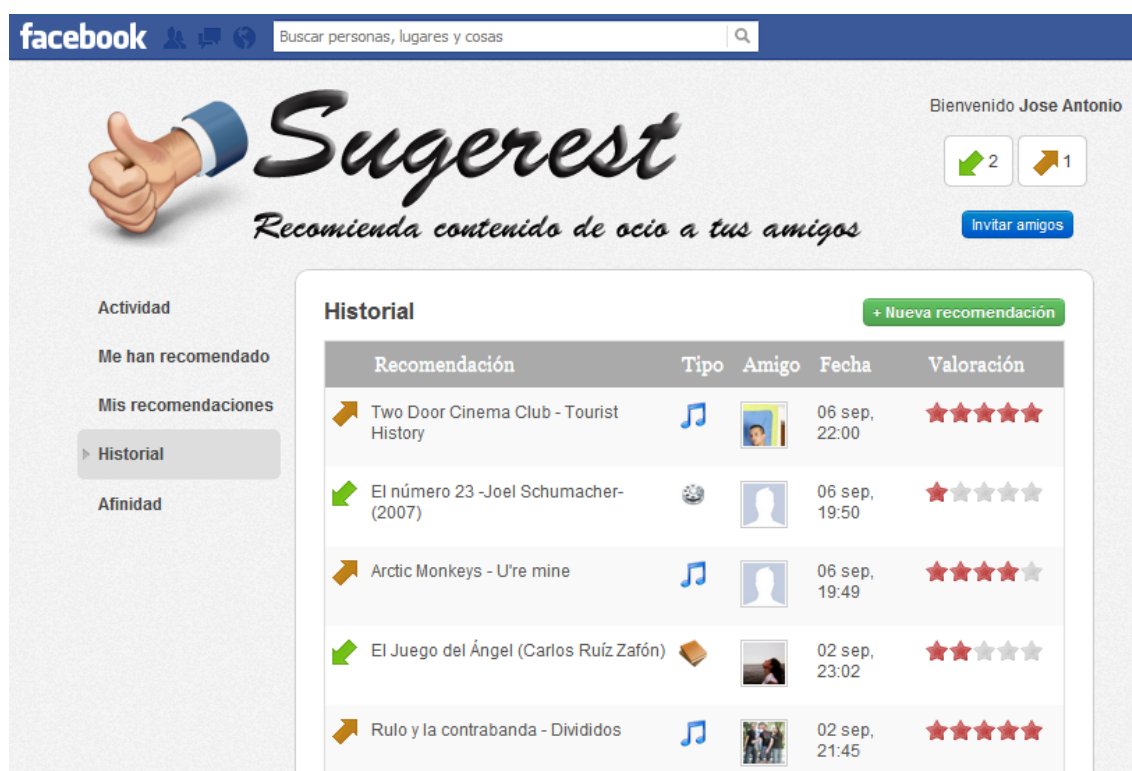 facebook
Buscar personas, lugares y cosas
Bienvenido Jose Antonio
Sugerest
2
1
Recomienda contenido de ocio a tus amigos
Invitar amigos
Actividad
Me han recomendado
Mis recomendaciones
Historial
Afinidad
Historial
+ Nueva recomendación
Recomendación Tipo Amigo Fecha Valoración
Two Door Cinema Club - Tourist
History
06 sep,
22:00
El número 23 -Joel Schumacher-
(2007)
06 sep,
19:50
Arctic Monkeys - U're mine
06 sep,
19:49
El Juego del Ángel (Carlos Ruíz Zafón)
02 sep,
23:02
Rulo y la contrabanda - Divididos
02 sep,
21:45